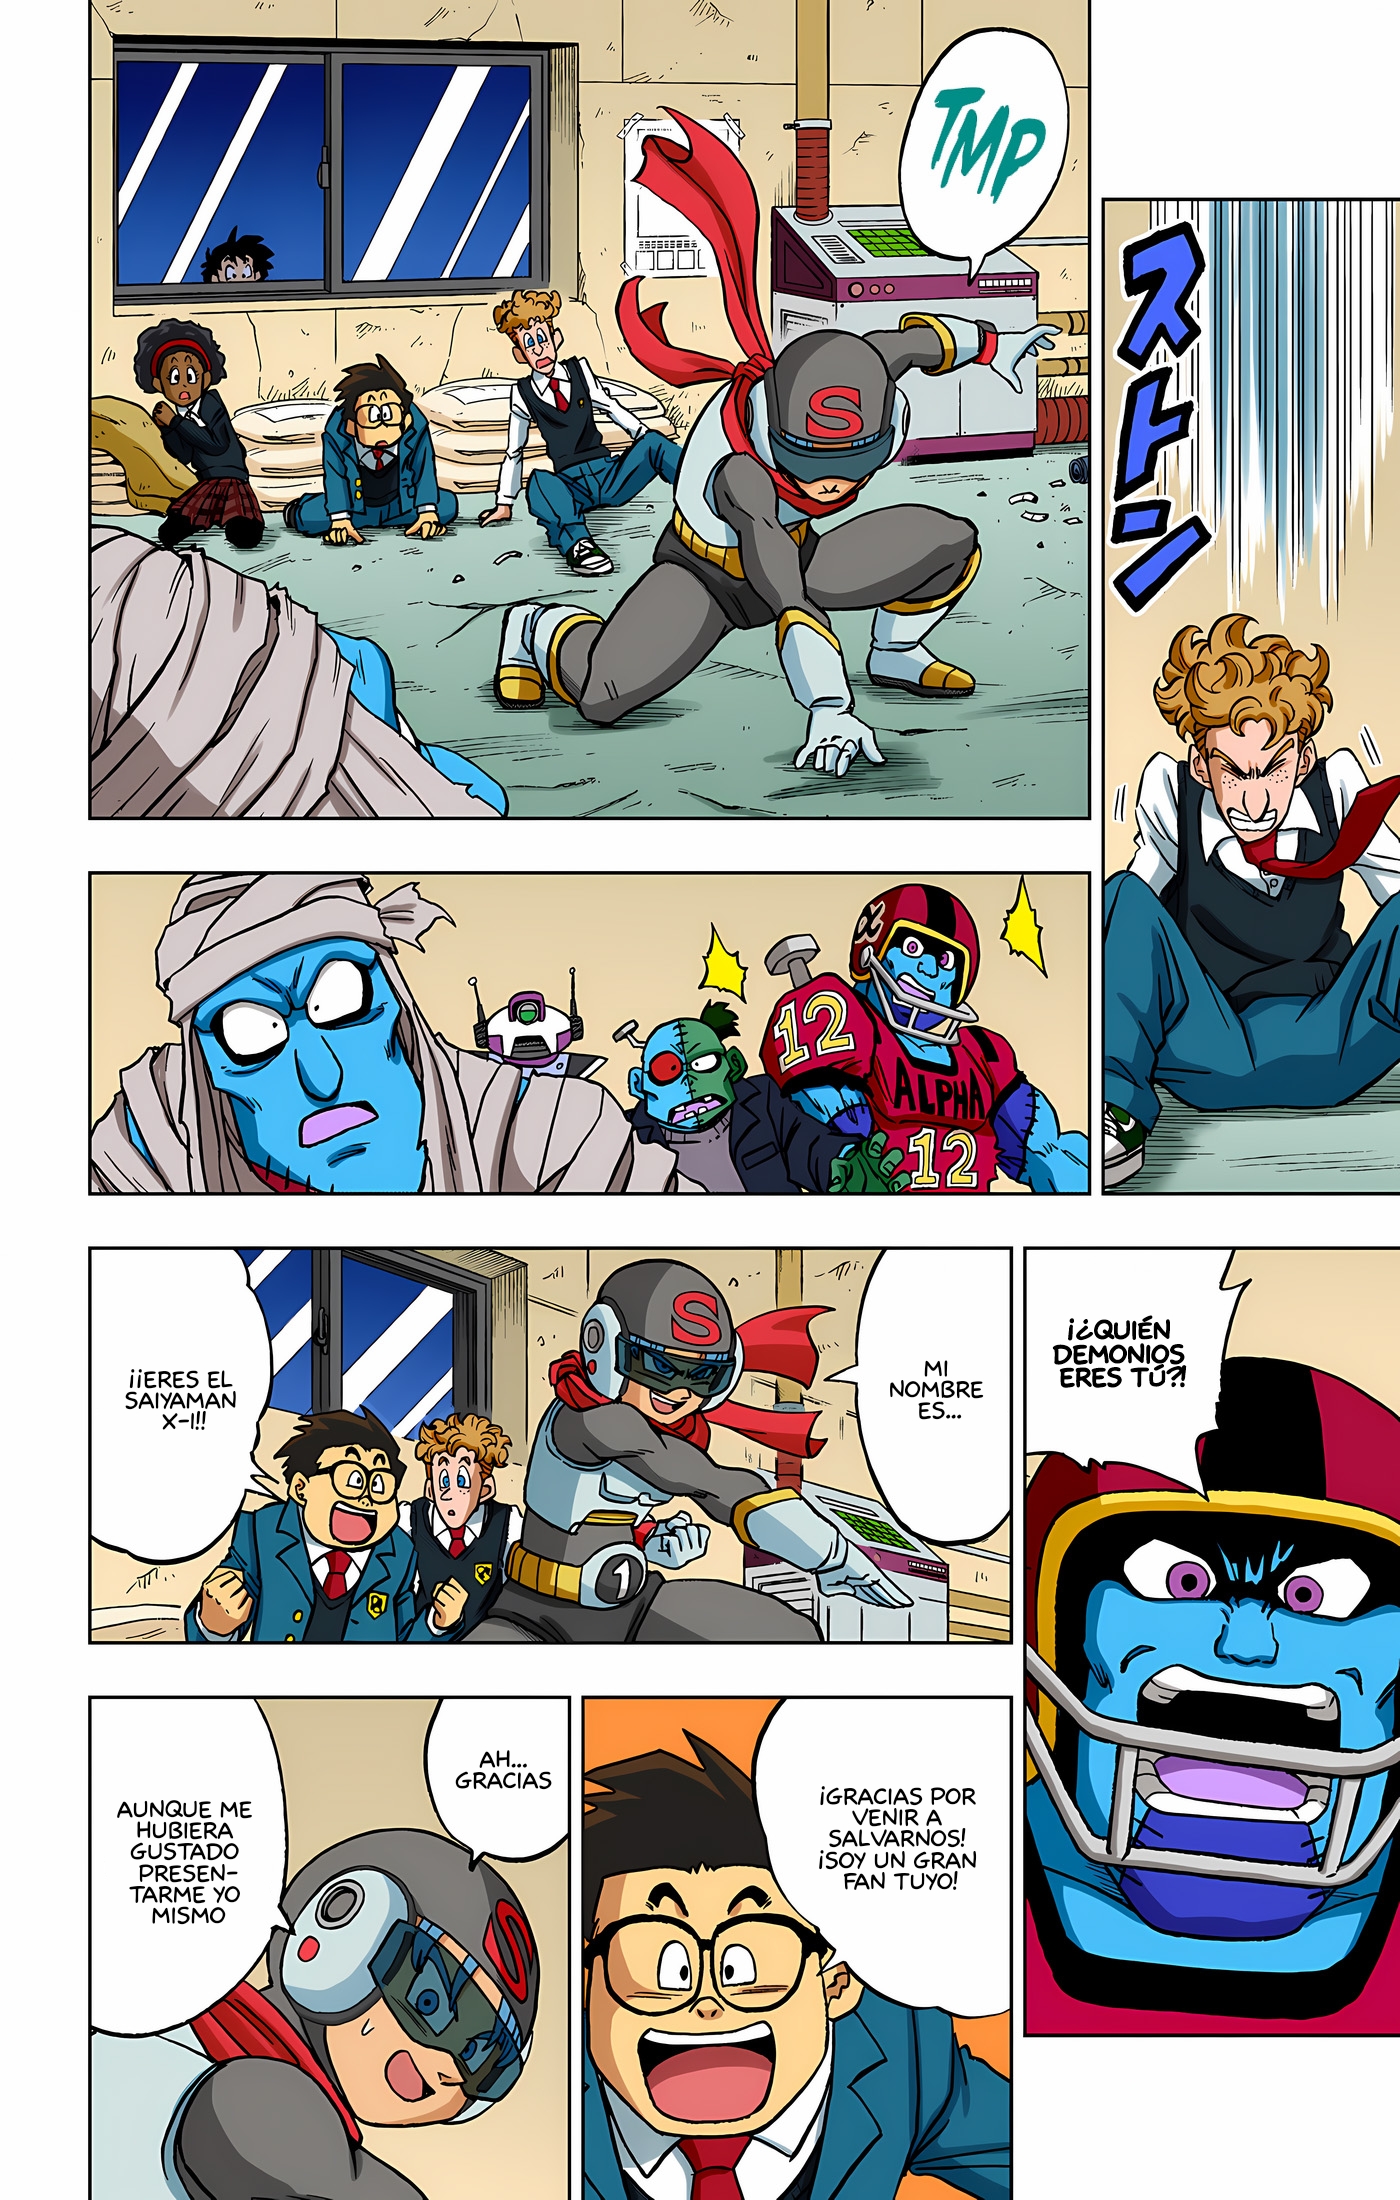 ストン
TMP
S
12
ALPHA
12
¡¿QUIÉN
DEMONIOS
ERES TÚ?!
MI
NOMBRE
ES...
S
1
¡¡ERES EL
SAIYAMAN
X-1!!
¡GRACIAS POR
VENIR A
SALVARNOS!
¡SOY UN GRAN
FAN TUYO!
AH...
GRACIAS
AUNQUE ME
HUBIERA
GUSTADO
PRESEN-
TARME YO
MISMO
S